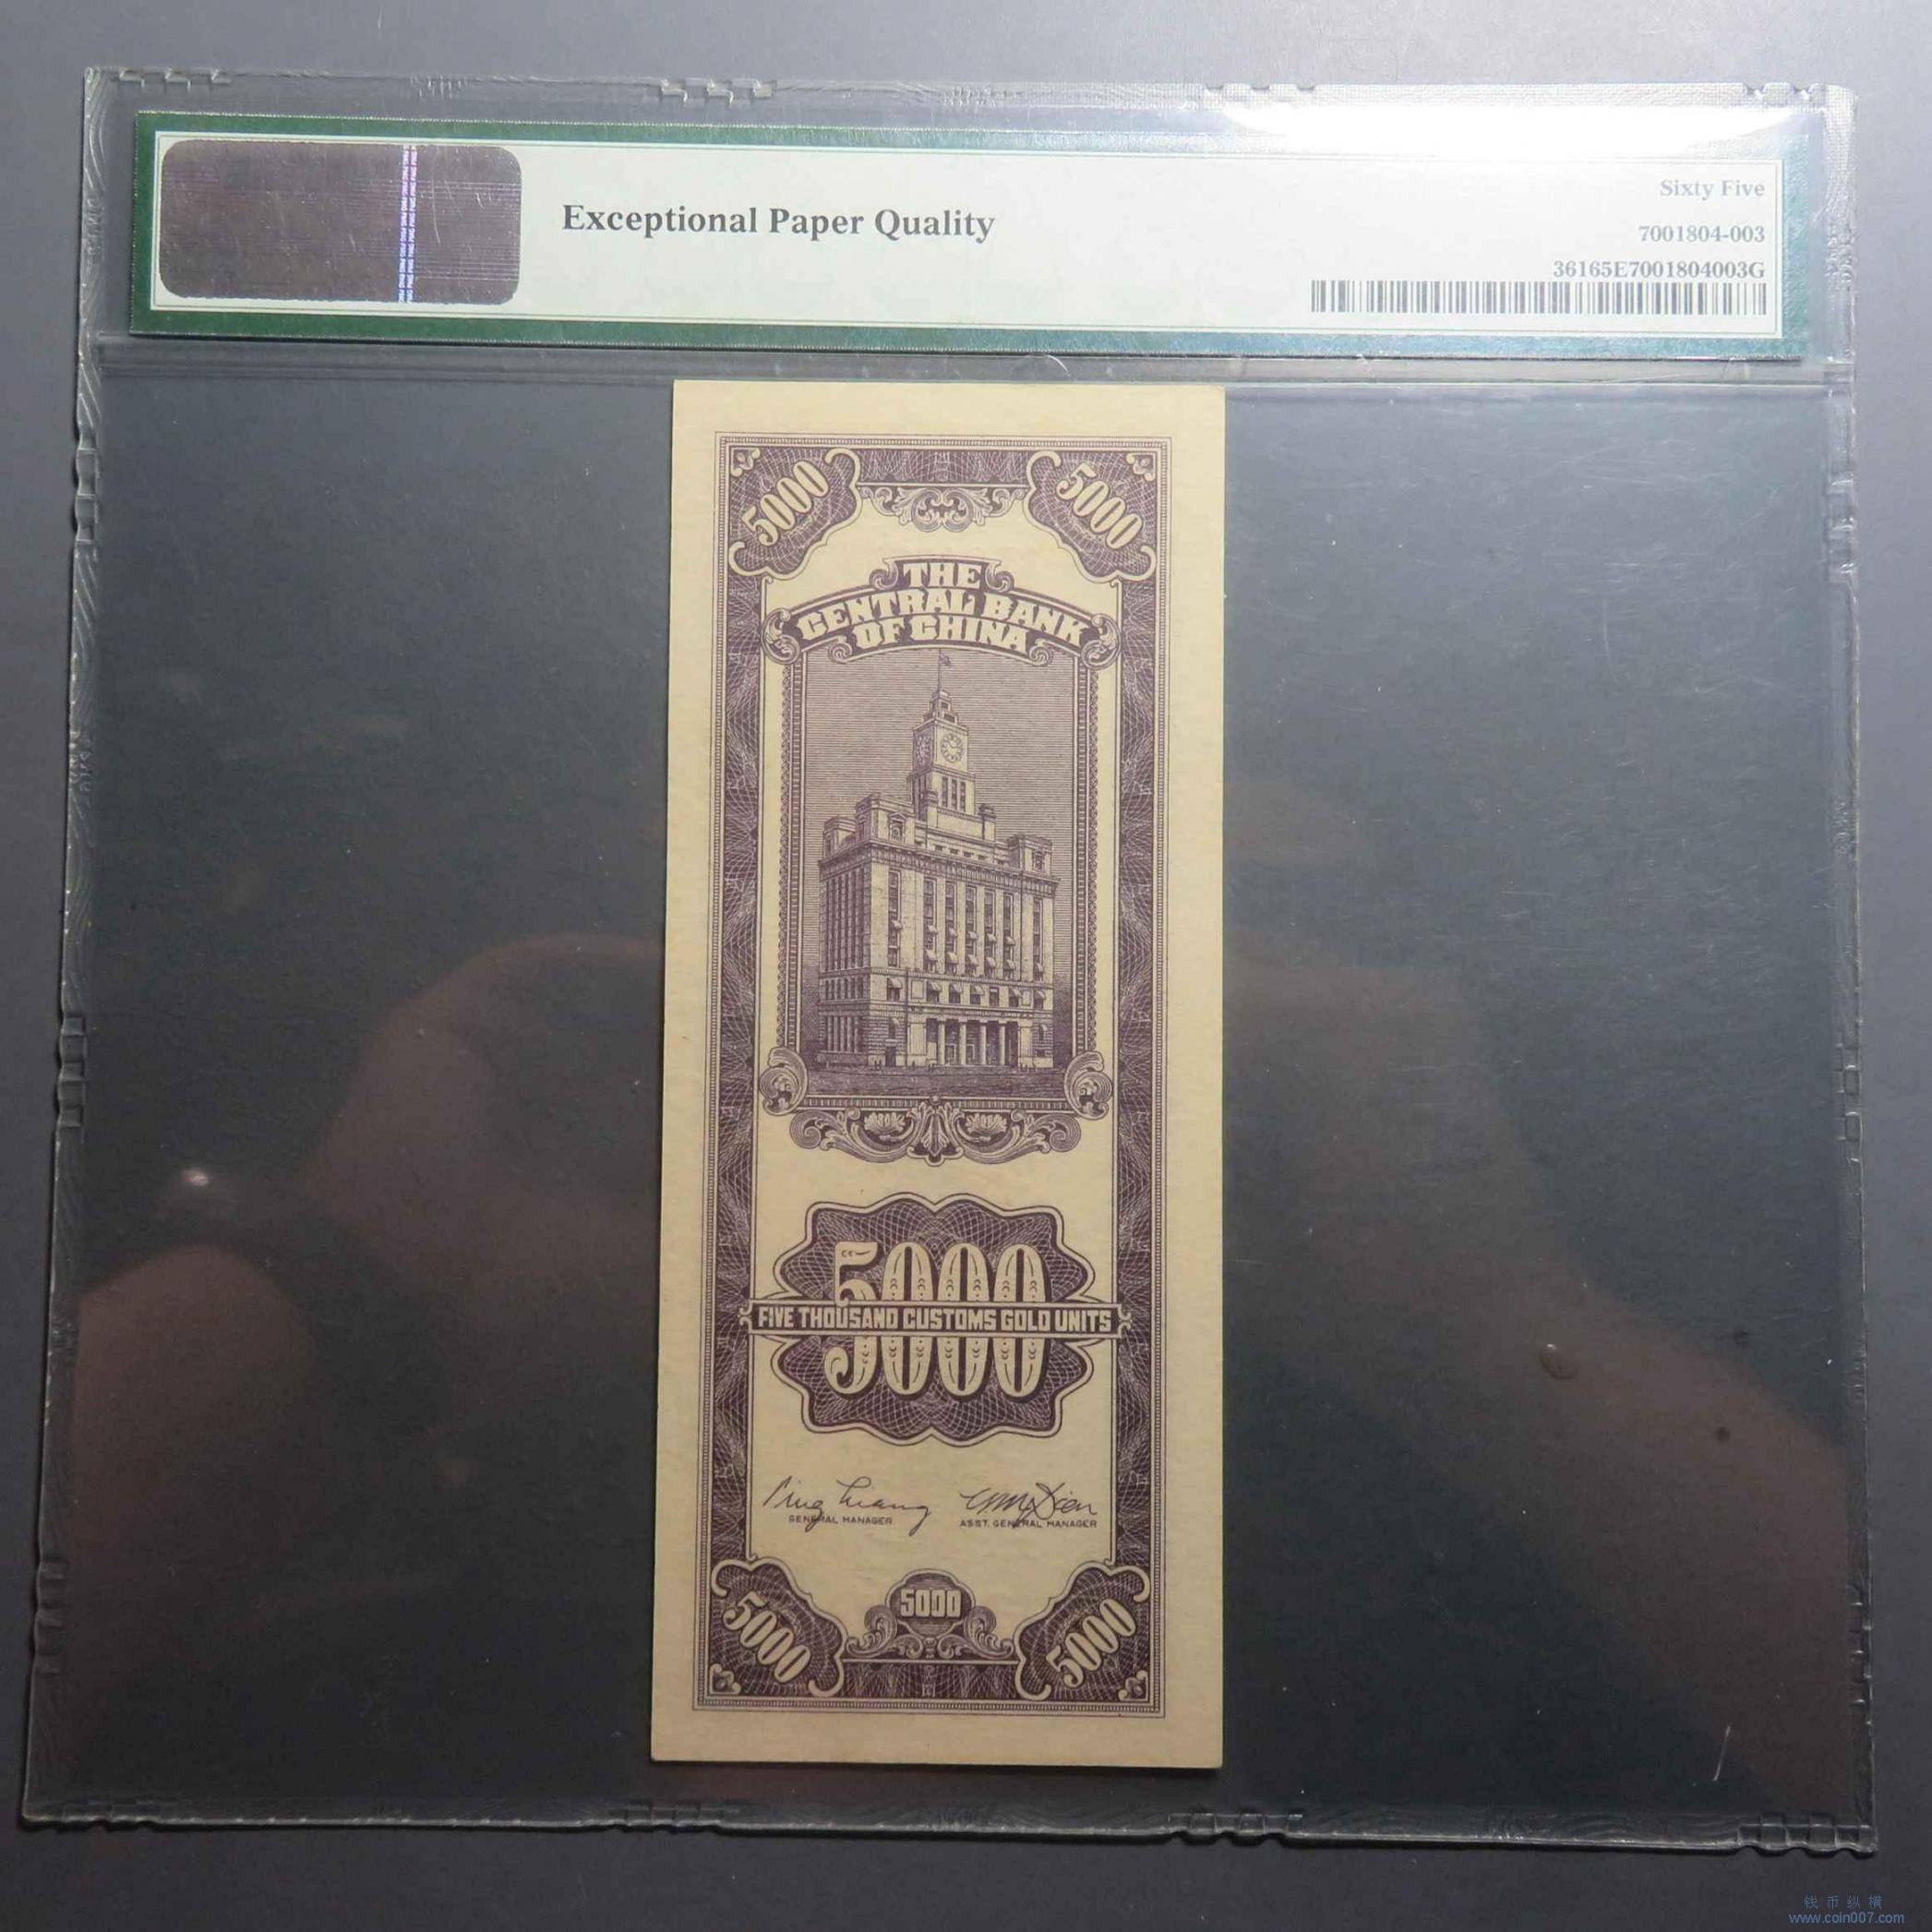 Exceptional Paper Quality
Sixty Five
7001804-003
36165E7001804003G
5000
5000
THE
CENTRAL BANK
OF CHINA
5000
FIVE THOUSAND CUSTOMS GOLD UNITS
GENERAL MANAGER
ASST. GENERAL MANAGER
5000
5000
5000
钱币纵横
www.coin007.com